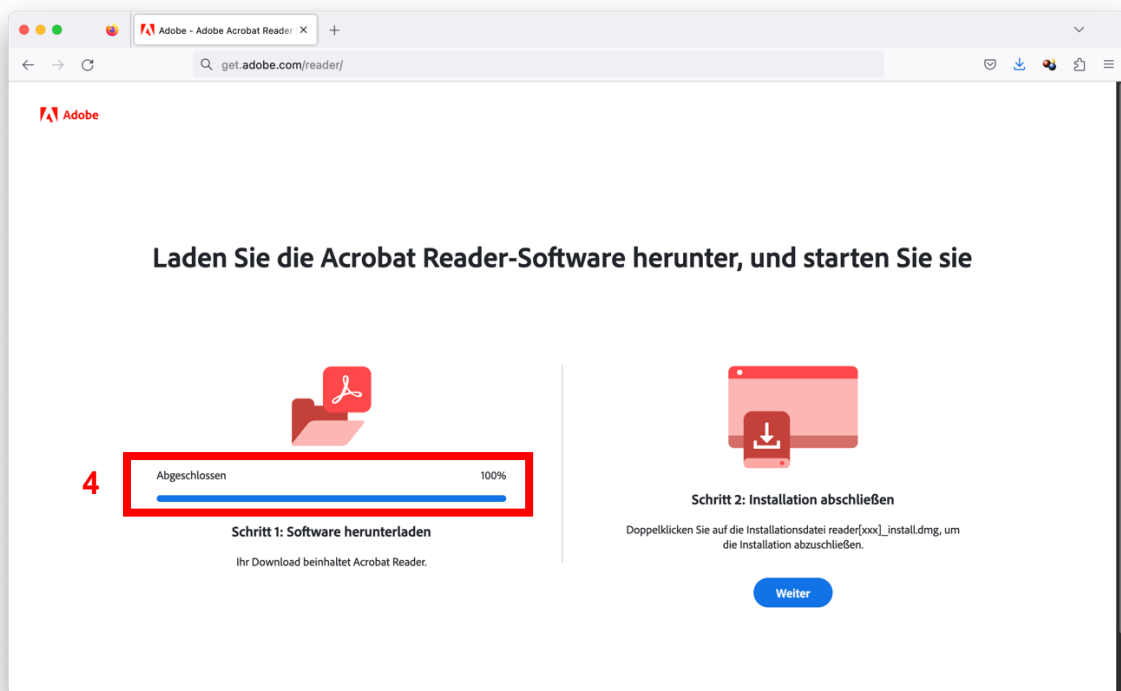 Adobe - Adobe Acrobat Reader
get.adobe.com/reader/
Adobe
Laden Sie die Acrobat Reader-Software herunter, und starten Sie sie
4
Abgeschlossen 100%
Schritt 1: Software herunterladen
Ihr Download beinhaltet Acrobat Reader.
Schritt 2: Installation abschließen
Doppelklicken Sie auf die Installationsdatei reader[xxx]_install.dmg, um
die Installation abzuschließen.
Weiter